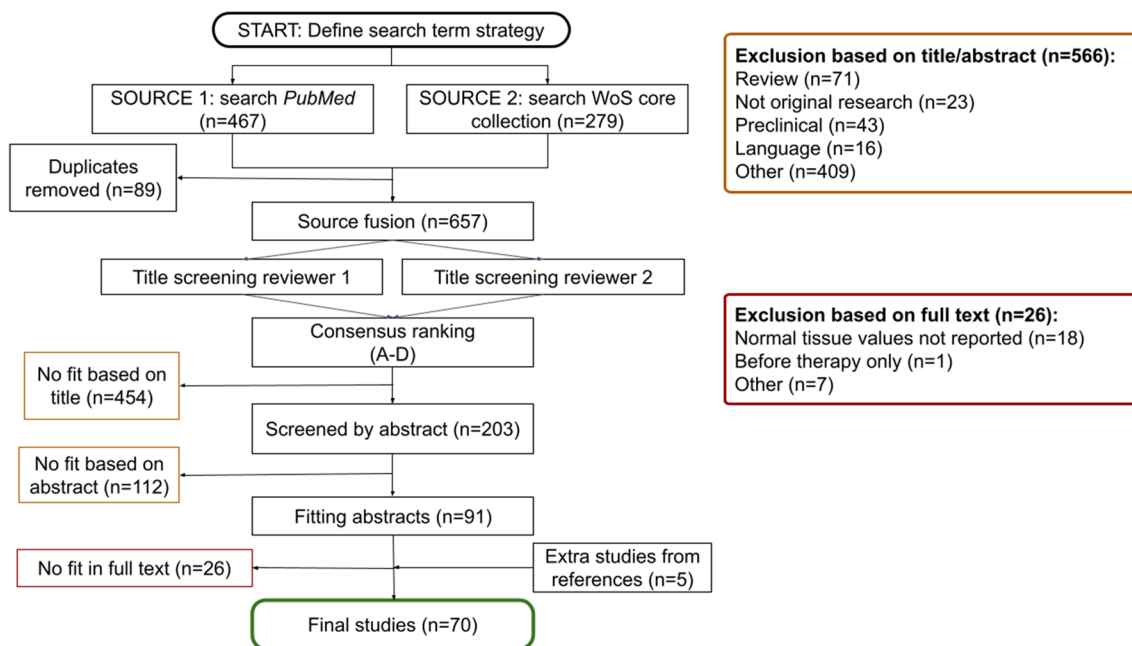 START: Define search term strategy
SOURCE 1: search PubMed
(n=467)
SOURCE 2: search WoS core
collection (n=279)
Duplicates
removed (n=89)
Source fusion (n=657)
Title screening reviewer 1
Title screening reviewer 2
Consensus ranking
(A-D)
No fit based on
title (n=454)
Screened by abstract (n=203)
No fit based on
abstract (n=112)
Fitting abstracts (n=91)
No fit in full text (n=26)
Extra studies from
references (n=5)
Final studies (n=70)
Exclusion based on title/abstract (n=566):
Review (n=71)
Not original research (n=23)
Preclinical (n=43)
Language (n=16)
Other (n=409)
Exclusion based on full text (n=26):
Normal tissue values not reported (n=18)
Before therapy only (n=1)
Other (n=7)